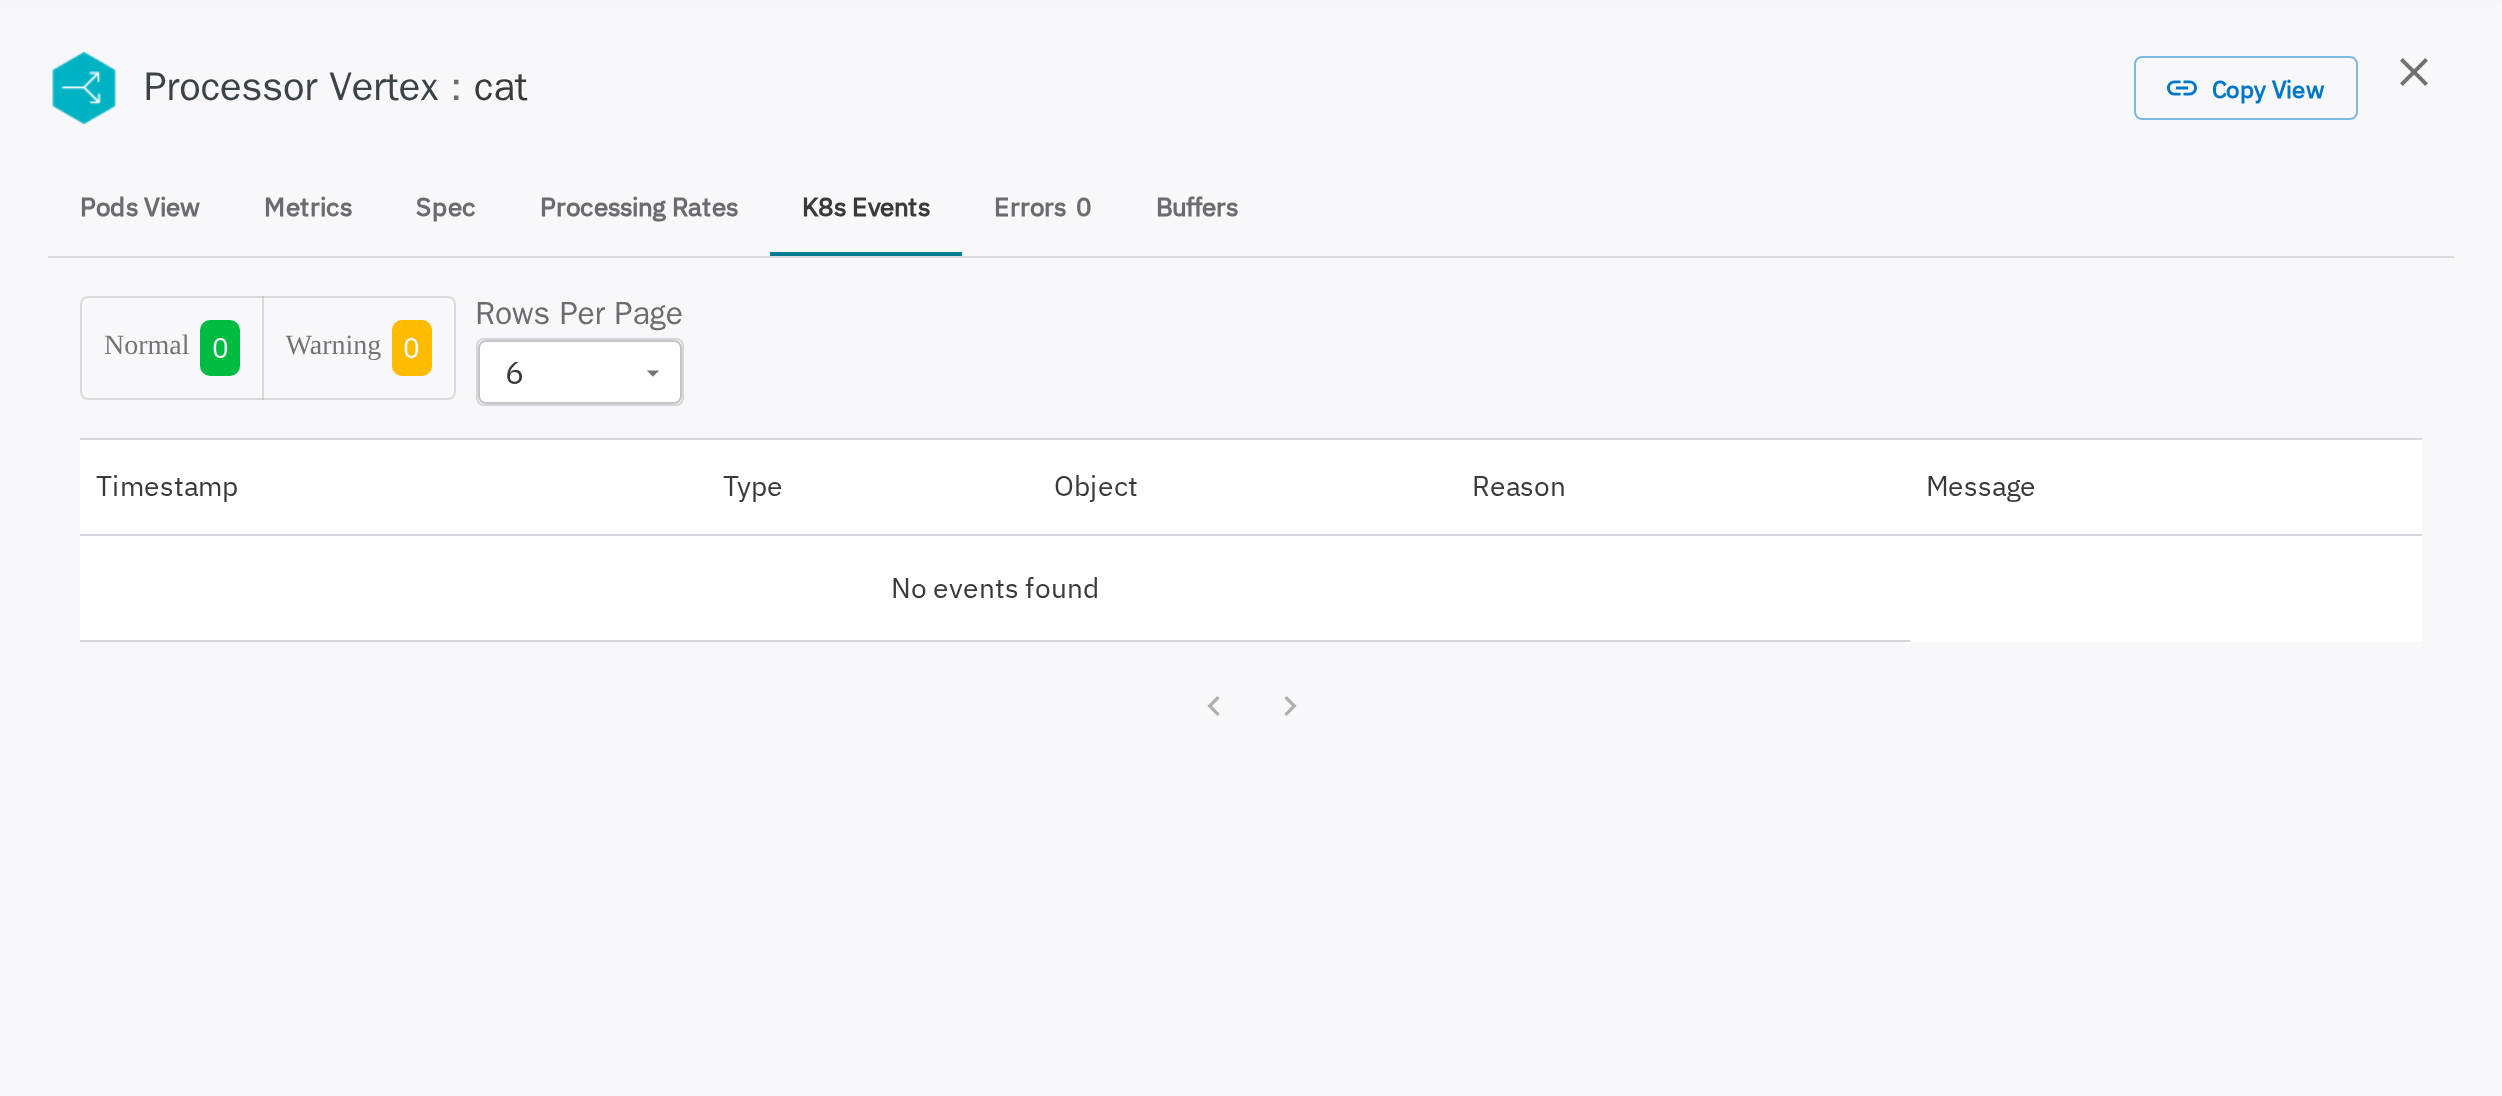 Processor Vertex : cat
Copy View
Pods View Metrics Spec Processing Rates K8s Events Errors 0 Buffers
Normal 0 Warning 0
Rows Per Page
6
Timestamp Type Object Reason Message
No events found